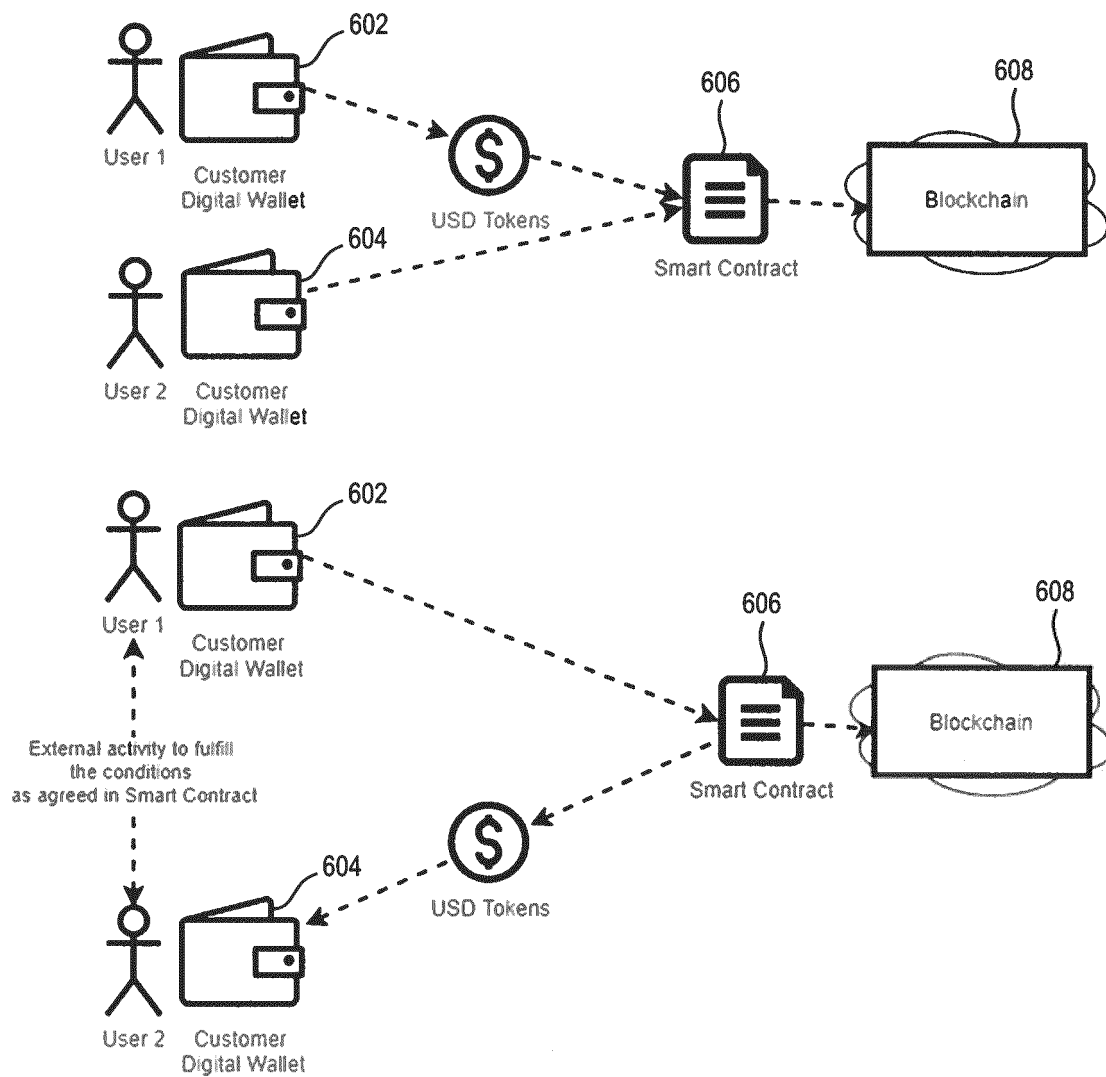 602
606
608
User 1
Customer
Digital Wallet
$
USD Tokens
Smart Contract
Blockchain
604
User 2
Customer
Digital Wallet
602
606
608
User 1
Customer
Digital Wallet
Smart Contract
Blockchain
External activity to fulfill
the conditions
as agreed in Smart Contract
$
USD Tokens
604
User 2
Customer
Digital Wallet